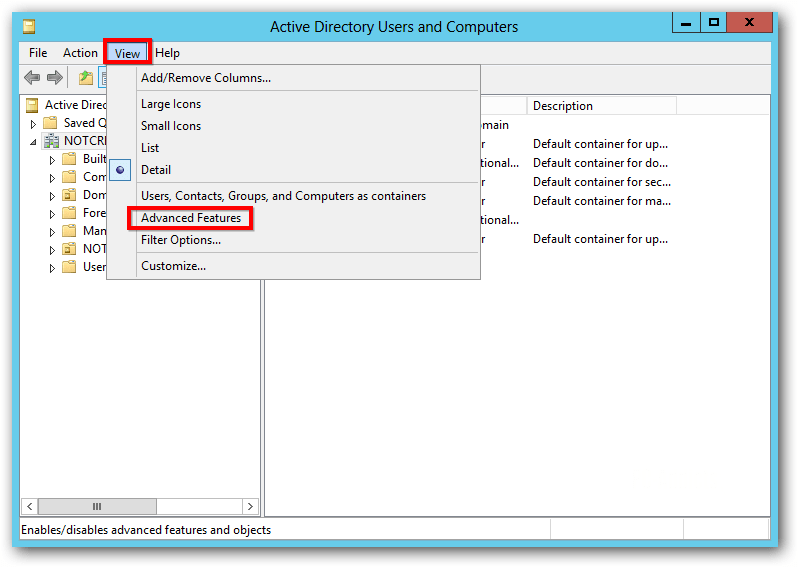 Active Directory Users and Computers
File Action View Help
Add/Remove Columns...
Large Icons
Small Icons
List
Detail
Users, Contacts, Groups, and Computers as containers
Advanced Features
Filter Options...
Customize...
Active Direc
Saved Q
NOTCR
Built
Com
Dom
Fore
Man
NOT
User
Description
omain
r Default container for up...
tional... Default container for do...
r Default container for sec...
r Default container for ma...
tional...
r Default container for up...
Enables/disables advanced features and objects